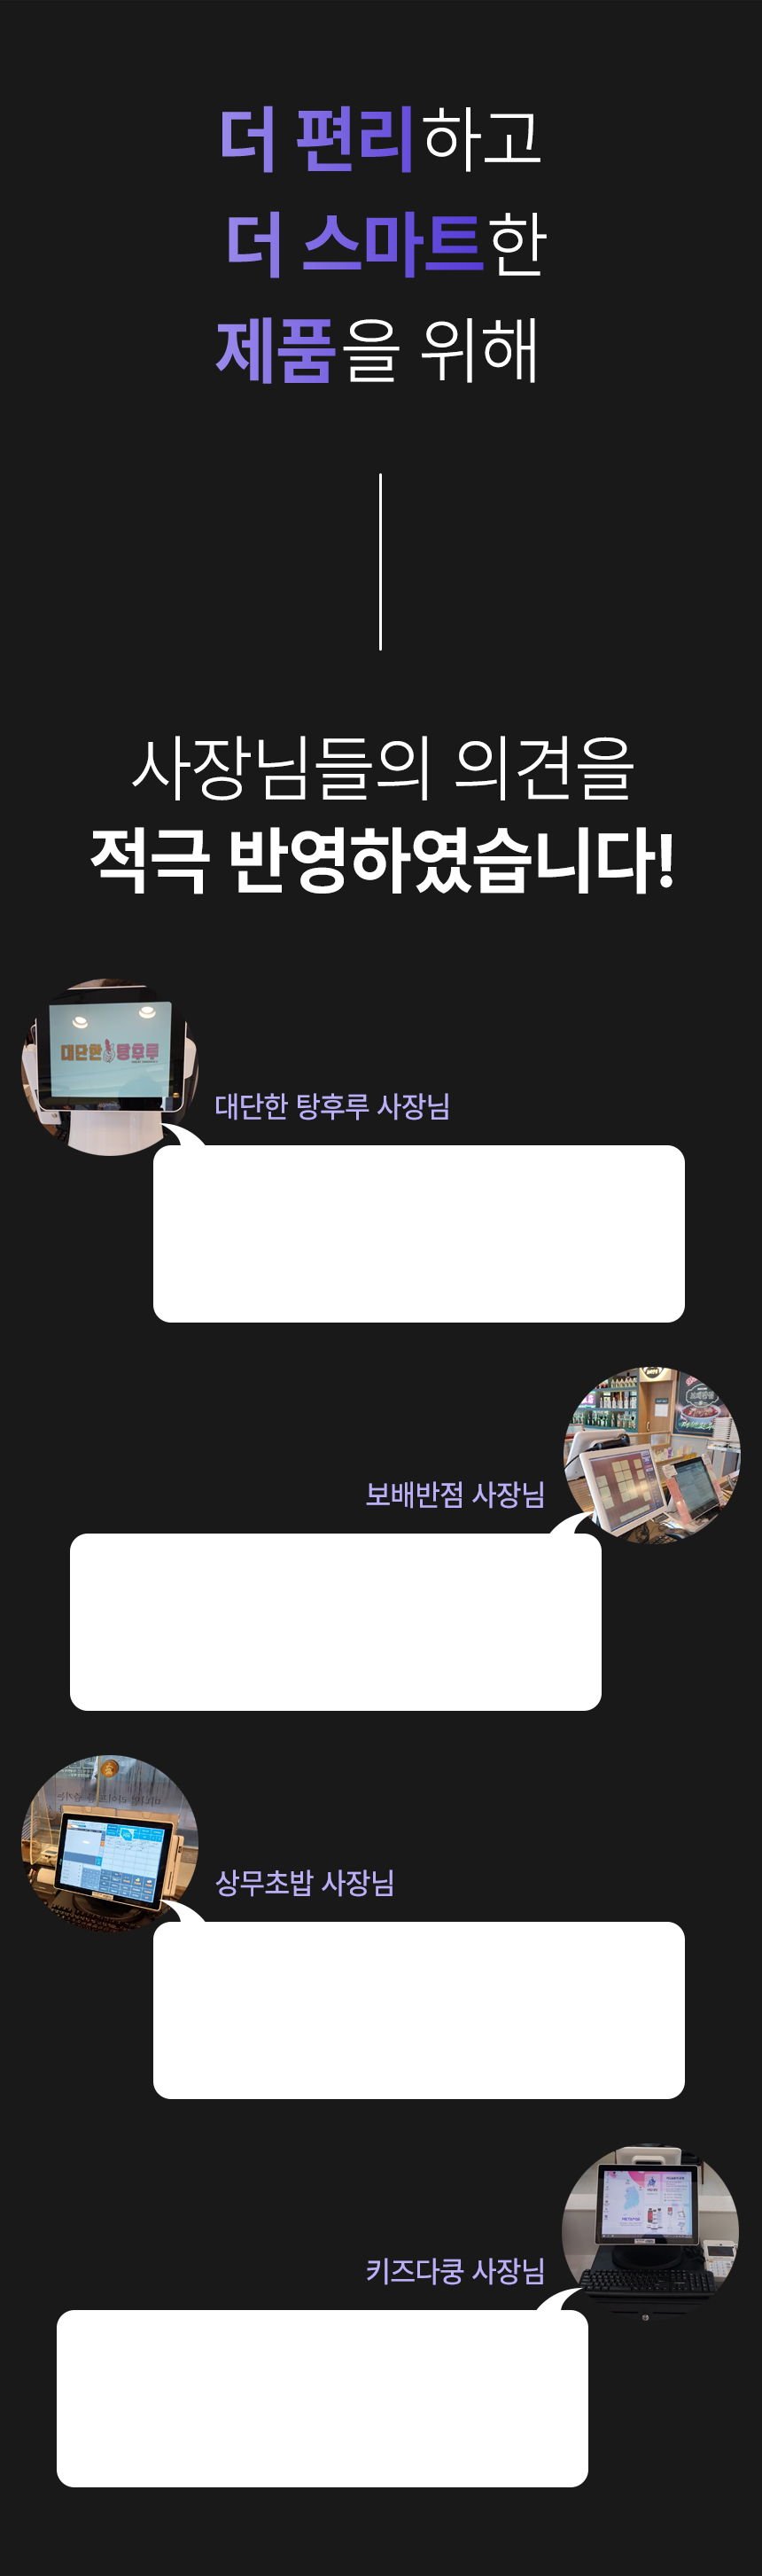 더 편리하고
더 스마트한
제품을 위해
사장님들의 의견을
적극 반영하였습니다!
대단한 탕후루
대단한 탕후루 사장님
보배반점 사장님
상무초밥 사장님
키즈다쿵 사장님